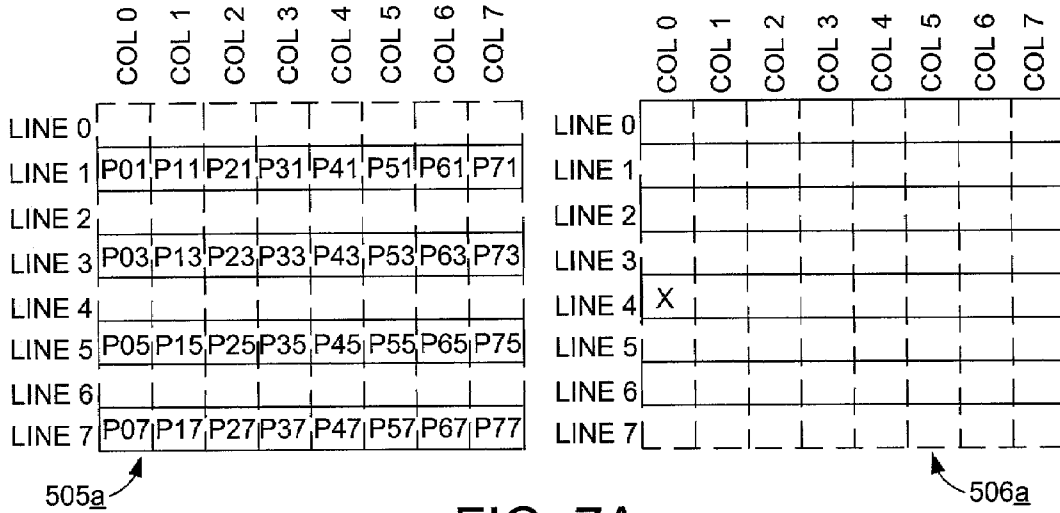 COL 0 COL 1 COL 2 COL 3 COL 4 COL 5 COL 6 COL 7
LINE 0
LINE 1 P01 P11 P21 P31 P41 P51 P61 P71
LINE 2
LINE 3 P03 P13 P23 P33 P43 P53 P63 P73
LINE 4
LINE 5 P05 P15 P25 P35 P45 P55 P65 P75
LINE 6
LINE 7 P07 P17 P27 P37 P47 P57 P67 P77
505a
COL 0 COL 1 COL 2 COL 3 COL 4 COL 5 COL 6 COL 7
LINE 0
LINE 1
LINE 2
LINE 3
LINE 4 X
LINE 5
LINE 6
LINE 7
506a
FIG. 7A